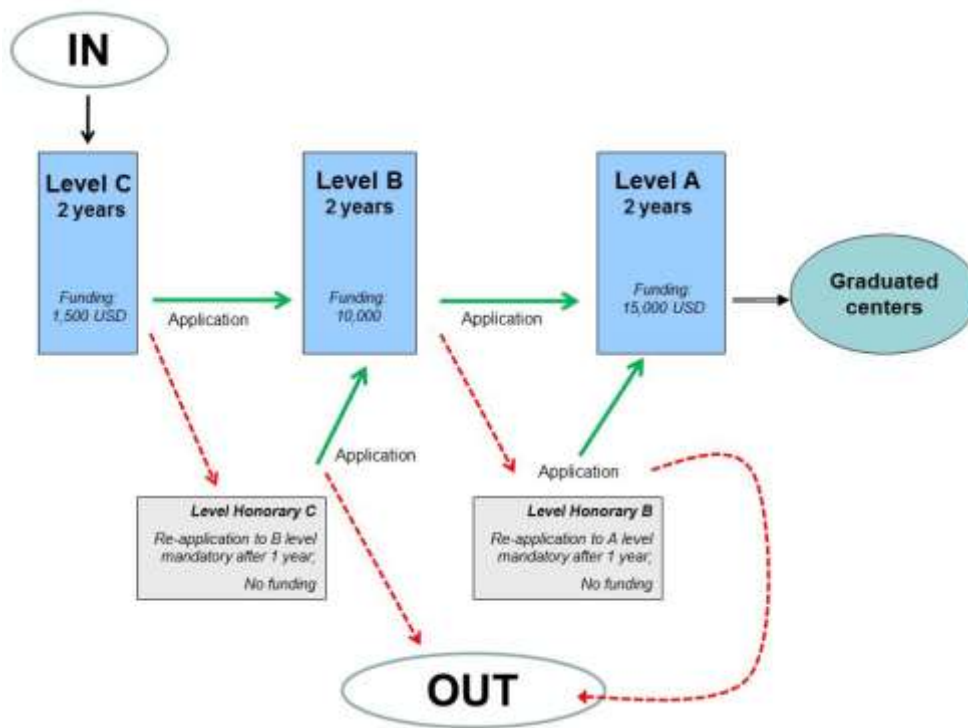 IN
Level C
2 years
Funding:
1,500 USD
Application
Level B
2 years
Funding:
10,000
Application
Level A
2 years
Funding:
15,000 USD
Graduated
centers
Application
Application
Level Honorary C
Re-application to B level
mandatory after 1 year;
No funding
Level Honorary B
Re-application to A level
mandatory after 1 year;
No funding
OUT